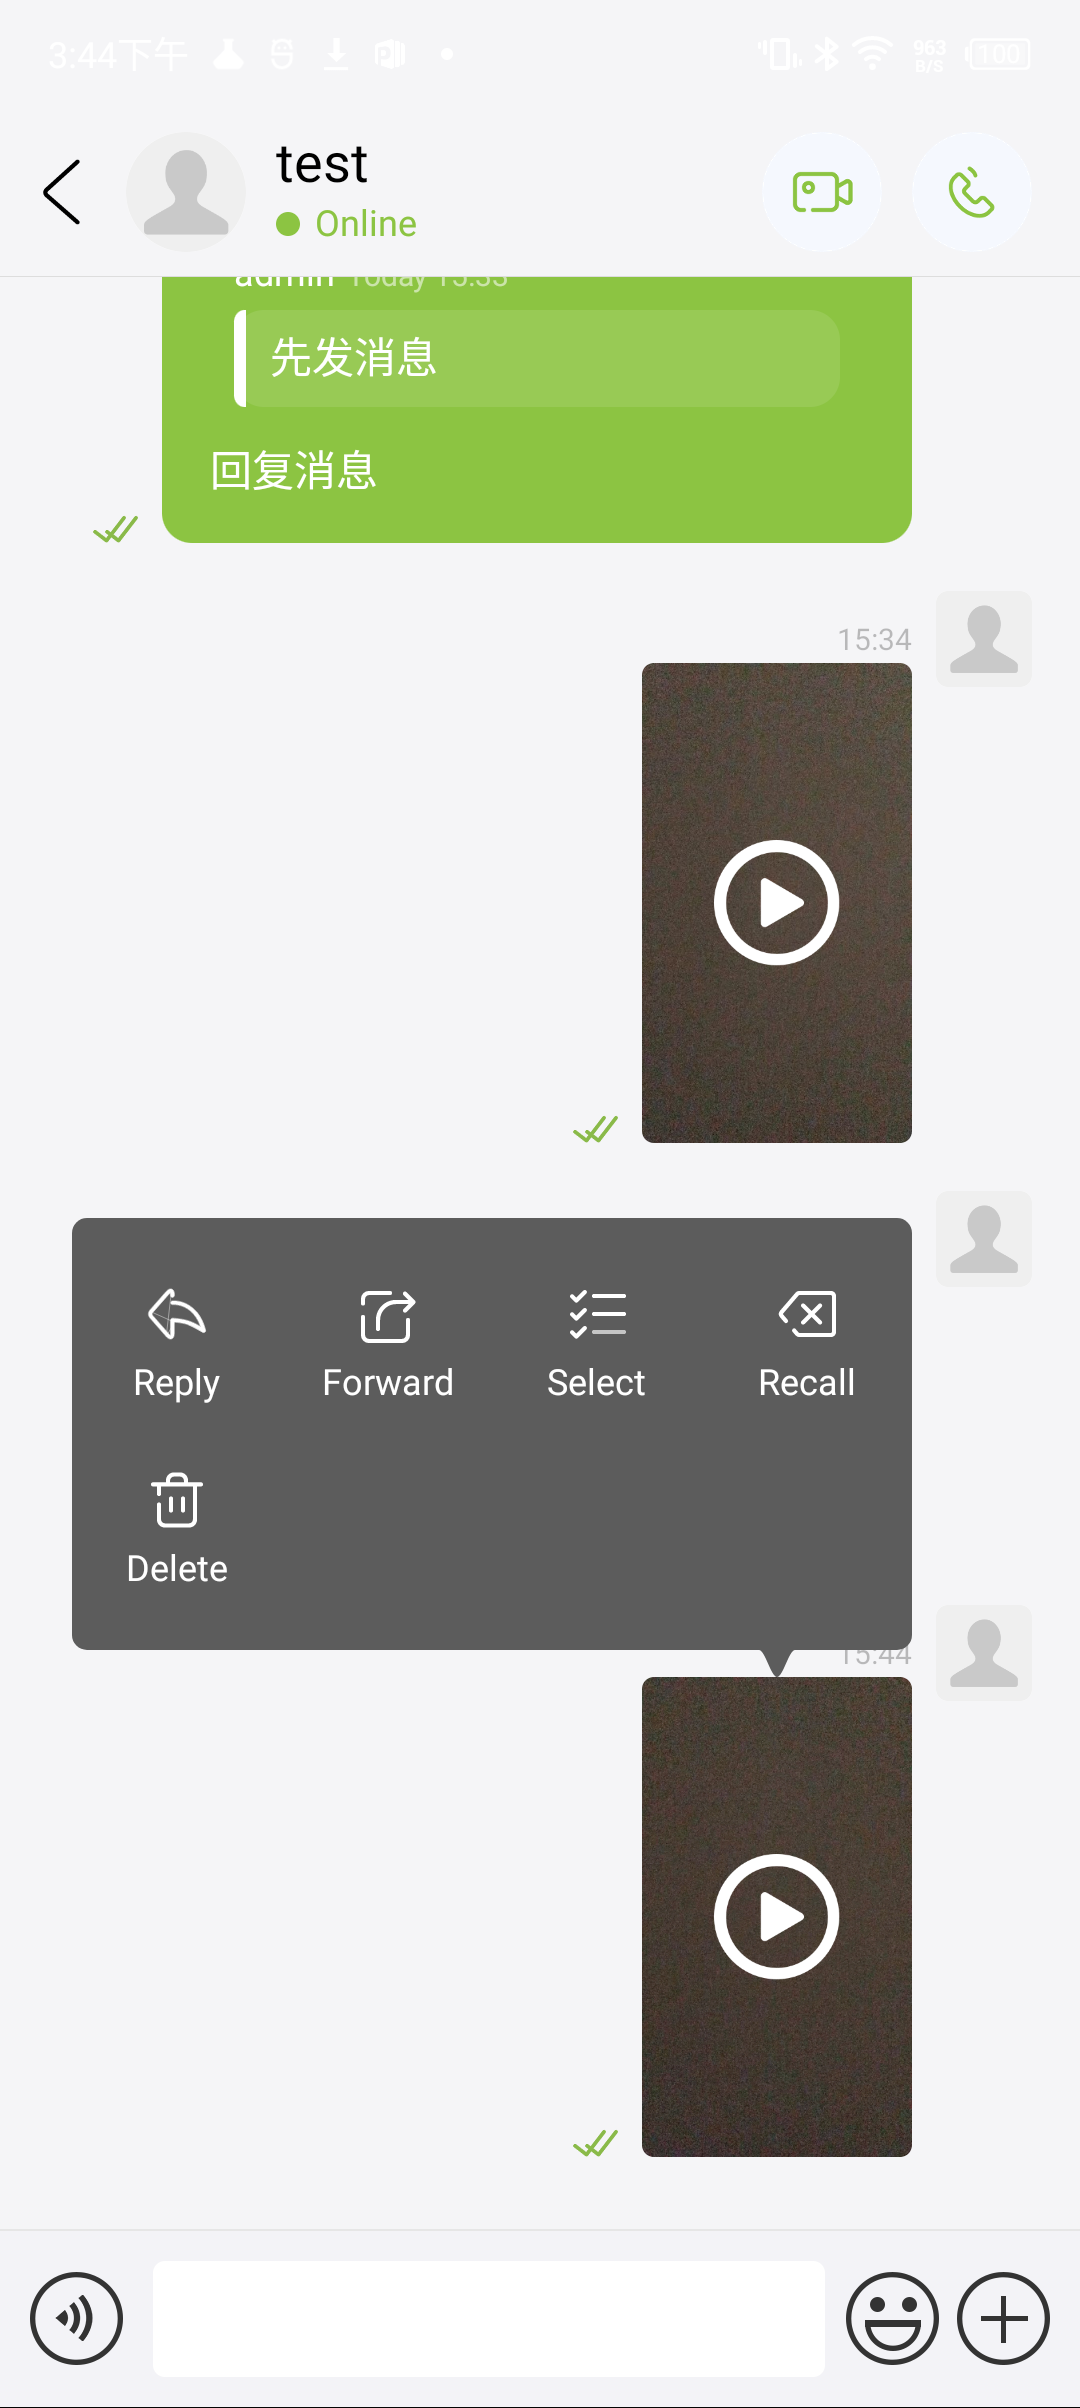 3:44下午
963
B/S
100
test
Online
admin Today 15:33
先发消息
回复消息
15:34
Reply
Forward
Select
Recall
Delete
15:44